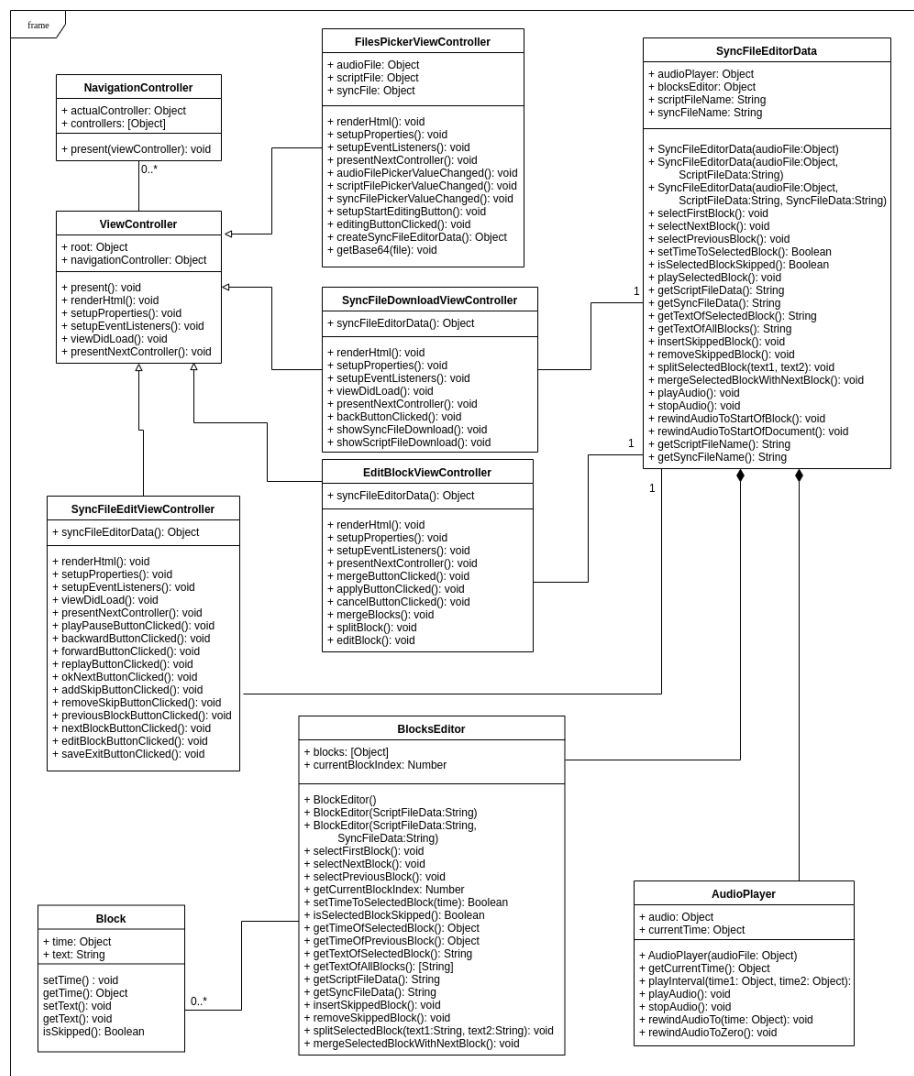 frame
NavigationController
+ actualController: Object
+ controllers: [Object]
+ present(viewController): void
0..*
ViewController
+ root: Object
+ navigationController: Object
+ present(): void
+ renderHtml(): void
+ setupProperties(): void
+ setupEventListeners(): void
+ viewDidLoad(): void
+ presentNextController(): void
FilesPickerViewController
+ audioFile: Object
+ scriptFile: Object
+ syncFile: Object
+ renderHtml(): void
+ setupProperties(): void
+ setupEventListeners(): void
+ presentNextController(): void
+ audioFilePickerValueChanged(): void
+ scriptFilePickerValueChanged(): void
+ syncFilePickerValueChanged(): void
+ setupStartEditingButton(): void
+ editingButtonClicked(): void
+ createSyncFileEditorData(): Object
+ getBase64(file): void
SyncFileDownloadViewController
+ syncFileEditorData(): Object
+ renderHtml(): void
+ setupProperties(): void
+ setupEventListeners(): void
+ viewDidLoad(): void
+ presentNextController(): void
+ backButtonClicked(): void
+ showSyncFileDownload(): void
+ showScriptFileDownload(): void
EditBlockViewController
+ syncFileEditorData(): Object
+ renderHtml(): void
+ setupProperties(): void
+ setupEventListeners(): void
+ presentNextController(): void
+ mergeButtonClicked(): void
+ applyButtonClicked(): void
+ cancelButtonClicked(): void
+ mergeBlocks(): void
+ splitBlock(): void
+ editBlock(): void
SyncFileEditorData
+ audioPlayer: Object
+ blocksEditor: Object
+ scriptFileName: String
+ syncFileName: String
+ SyncFileEditorData(audioFile:Object)
+ SyncFileEditorData(audioFile:Object,
ScriptFileData:String)
+ SyncFileEditorData(audioFile:Object,
ScriptFileData:String, SyncFileData:String)
+ selectFirstBlock(): void
+ selectNextBlock(): void
+ selectPreviousBlock(): void
+ setTimeToSelectedBlock(): Boolean
+ isSelectedBlockSkipped(): Boolean
+ playSelectedBlock(): void
+ getScriptFileData(): String
+ getSyncFileData(): String
+ getTextOfSelectedBlock(): String
+ getTextOfAllBlocks(): String
+ insertSkippedBlock(): void
+ removeSkippedBlock(): void
+ splitSelectedBlock(text1, text2): void
+ mergeSelectedBlockWithNextBlock(): void
+ playAudio(): void
+ stopAudio(): void
+ rewindAudioToStartOfBlock(): void
+ rewindAudioToStartOfDocument(): void
+ getScriptFileName(): String
+ getSyncFileName(): String
1
1
1
SyncFileEditViewController
+ syncFileEditorData(): Object
+ renderHtml(): void
+ setupProperties(): void
+ setupEventListeners(): void
+ viewDidLoad(): void
+ presentNextController(): void
+ playPauseButtonClicked(): void
+ backwardButtonClicked(): void
+ forwardButtonClicked(): void
+ replayButtonClicked(): void
+ okNextButtonClicked(): void
+ addSkipButtonClicked(): void
+ removeSkipButtonClicked(): void
+ previousBlockButtonClicked(): void
+ nextBlockButtonClicked(): void
+ editBlockButtonClicked(): void
+ saveExitButtonClicked(): void
BlocksEditor
+ blocks: [Object]
+ currentBlockIndex: Number
+ BlockEditor()
+ BlockEditor(ScriptFileData:String)
+ BlockEditor(ScriptFileData:String,
SyncFileData:String)
+ selectFirstBlock(): void
+ selectNextBlock(): void
+ selectPreviousBlock(): void
+ getCurrentBlockIndex: Number
+ setTimeToSelectedBlock(time): Boolean
+ isSelectedBlockSkipped(): Boolean
+ getTimeOfSelectedBlock(): Object
+ getTimeOfPreviousBlock(): Object
+ getTextOfSelectedBlock(): String
+ getTextOfAllBlocks(): [String]
+ getScriptFileData(): String
+ getSyncFileData(): String
+ insertSkippedBlock(): void
+ removeSkippedBlock(): void
+ splitSelectedBlock(text1:String, text2:String): void
+ mergeSelectedBlockWithNextBlock(): void
Block
+ time: Object
+ text: String
setTime() : void
getTime(): Object
setText(): void
getText(): void
isSkipped(): Boolean
0..*
AudioPlayer
+ audio: Object
+ currentTime: Object
+ AudioPlayer(audioFile: Object)
+ getCurrentTime(): Object
+ playInterval(time1: Object, time2: Object):
+ playAudio(): void
+ stopAudio(): void
+ rewindAudioTo(time: Object): void
+ rewindAudioToZero(): void